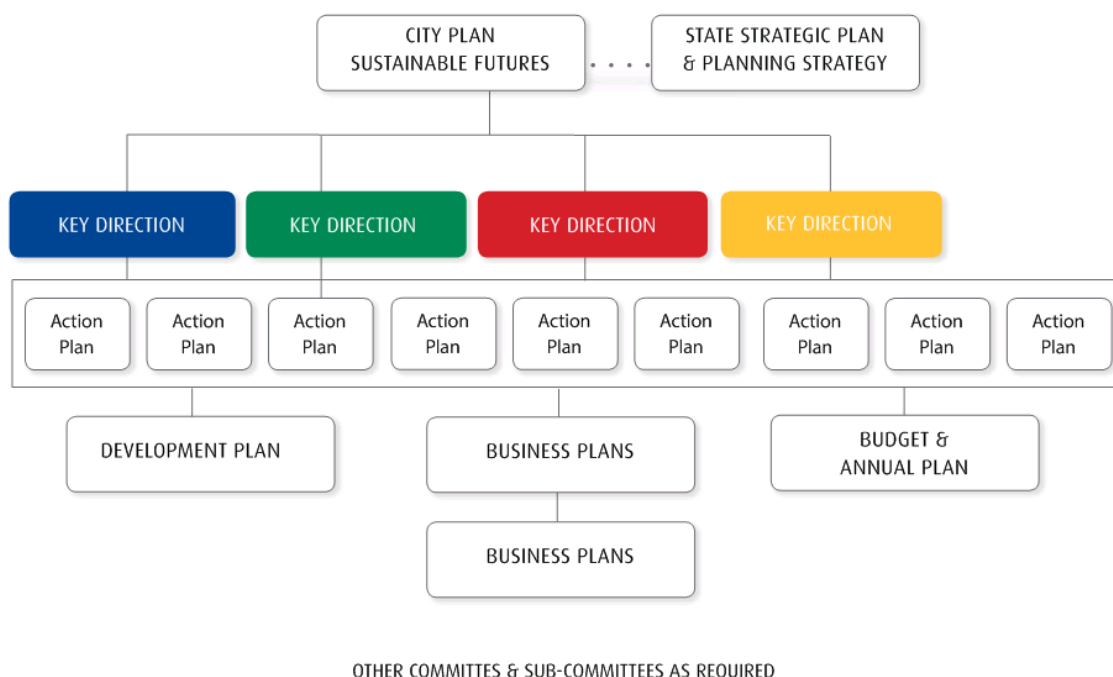 CITY PLAN
SUSTAINABLE FUTURES
STATE STRATEGIC PLAN
& PLANNING STRATEGY
KEY DIRECTION
KEY DIRECTION
KEY DIRECTION
KEY DIRECTION
Action
Plan
Action
Plan
Action
Plan
Action
Plan
Action
Plan
Action
Plan
Action
Plan
Action
Plan
Action
Plan
DEVELOPMENT PLAN
BUSINESS PLANS
BUDGET &
ANNUAL PLAN
BUSINESS PLANS
OTHER COMMITTES & SUB-COMMITTEES AS REQUIRED